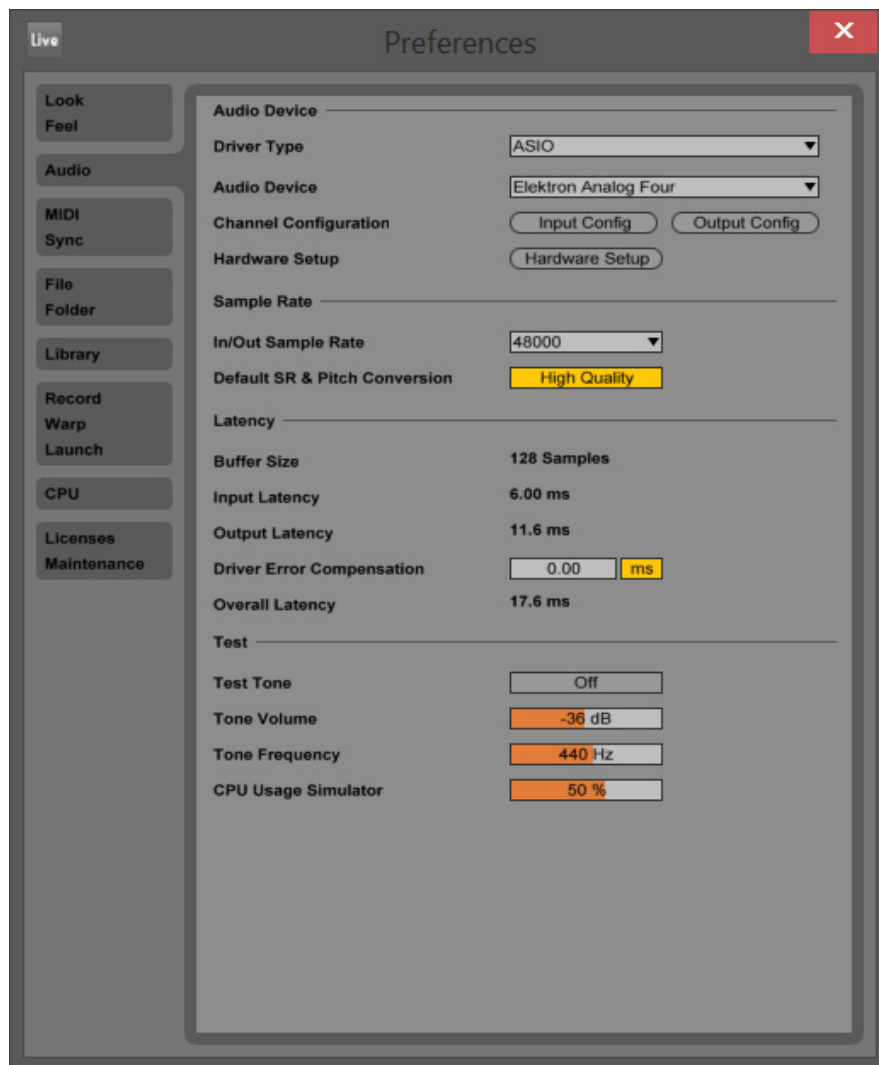 Live
Preferences
Look
Feel
Audio
MIDI
Sync
File
Folder
Library
Record
Warp
Launch
CPU
Licenses
Maintenance
Audio Device
Driver Type ASIO
Audio Device Elektron Analog Four
Channel Configuration Input Config Output Config
Hardware Setup Hardware Setup
Sample Rate
In/Out Sample Rate 48000
Default SR & Pitch Conversion High Quality
Latency
Buffer Size 128 Samples
Input Latency 6.00 ms
Output Latency 11.6 ms
Driver Error Compensation 0.00 ms
Overall Latency 17.6 ms
Test
Test Tone Off
Tone Volume -36 dB
Tone Frequency 440 Hz
CPU Usage Simulator 50 %